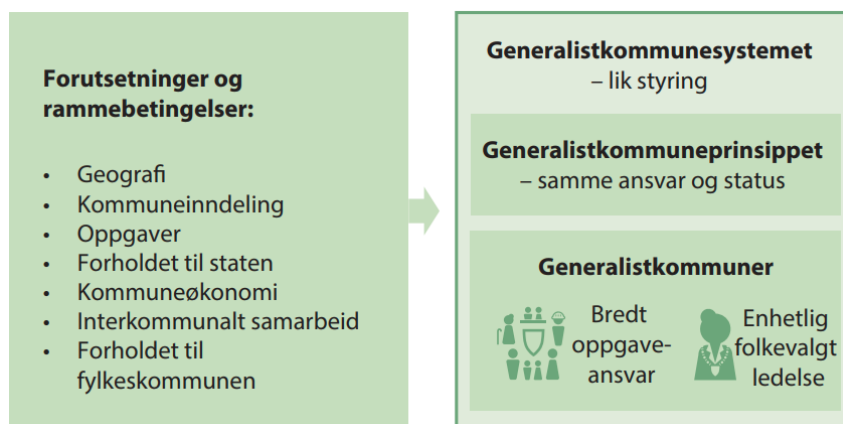 Forutsetninger og
rammebetingelser:
• Geografi
• Kommuneinndeling
• Oppgaver
• Forholdet til staten
• Kommuneøkonomi
• Interkommunalt samarbeid
• Forholdet til
fylkeskommunen
Generalistkommunesystemet
– lik styring
Generalistkommuneprinsippet
– samme ansvar og status
Generalistkommuner
Bredt
oppgave-
ansvar
Enhetlig
folkevalgt
ledelse